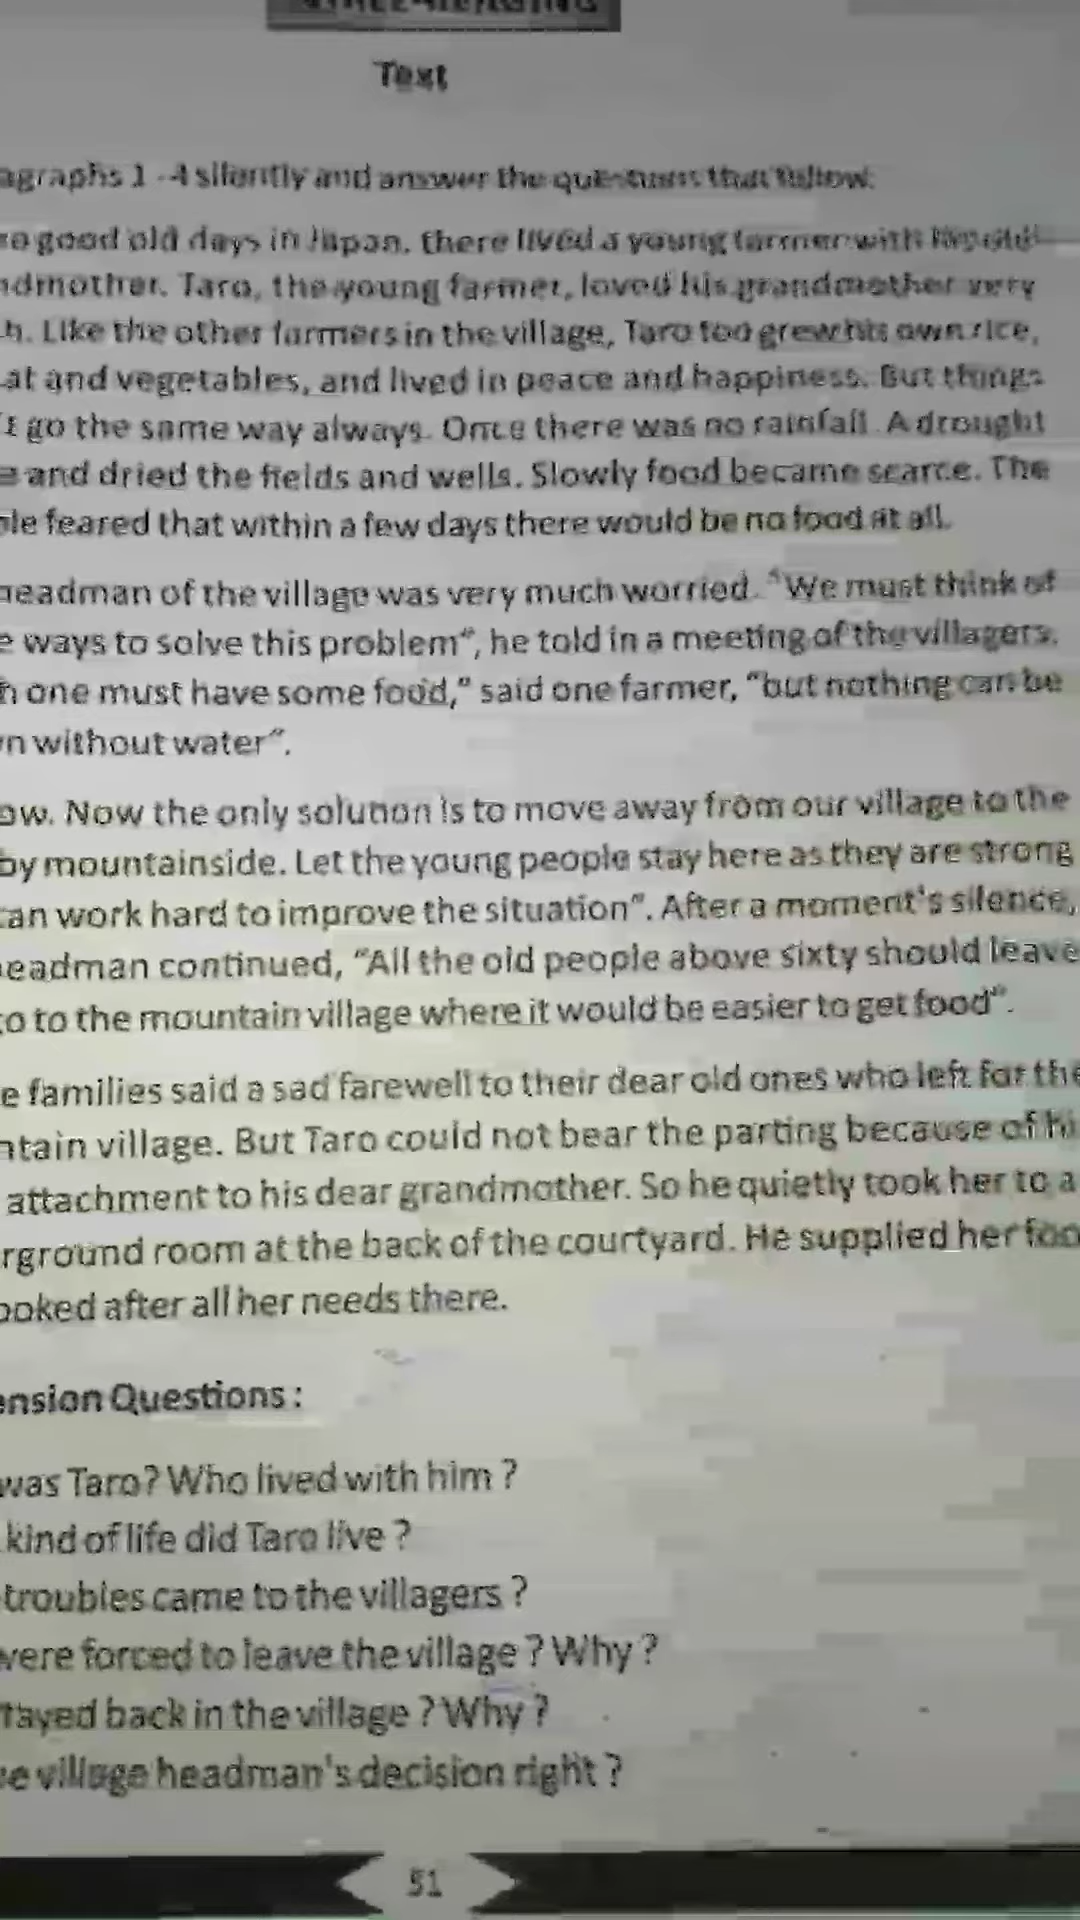 Text
agraphs 1 -4 silently and answer the questions that follow.
good old days in Japan, there lived a young farmer with his old
ndmother. Taro, the young farmer, loved his grandmother very
h. Like the other farmers in the village, Taro too grew his own rice,
at and vegetables, and lived in peace and happiness. But things
t go the same way always. Once there was no rainfall. A drought
e and dried the fields and wells. Slowly food became scarce. The
ple feared that within a few days there would be no food at all.
headman of the village was very much worried. "We must think of
e ways to solve this problem", he told in a meeting of the villagers.
h one must have some food," said one farmer, "but nothing can be
n without water".
ow. Now the only solution is to move away from our village to the
by mountainside. Let the young people stay here as they are strong
can work hard to improve the situation". After a moment's silence,
headman continued, "All the old people above sixty should leave
to the mountain village where it would be easier to get food".
e families said a sad farewell to their dear old ones who left for the
ntain village. But Taro could not bear the parting because of hi
attachment to his dear grandmother. So he quietly took her to a
rground room at the back of the courtyard. He supplied her foo
ooked after all her needs there.
ension Questions :
was Taro? Who lived with him ?
kind of life did Taro live ?
troubles came to the villagers ?
were forced to leave the village ? Why ?
tayed back in the village ? Why ?
e village headman's decision right ?
51